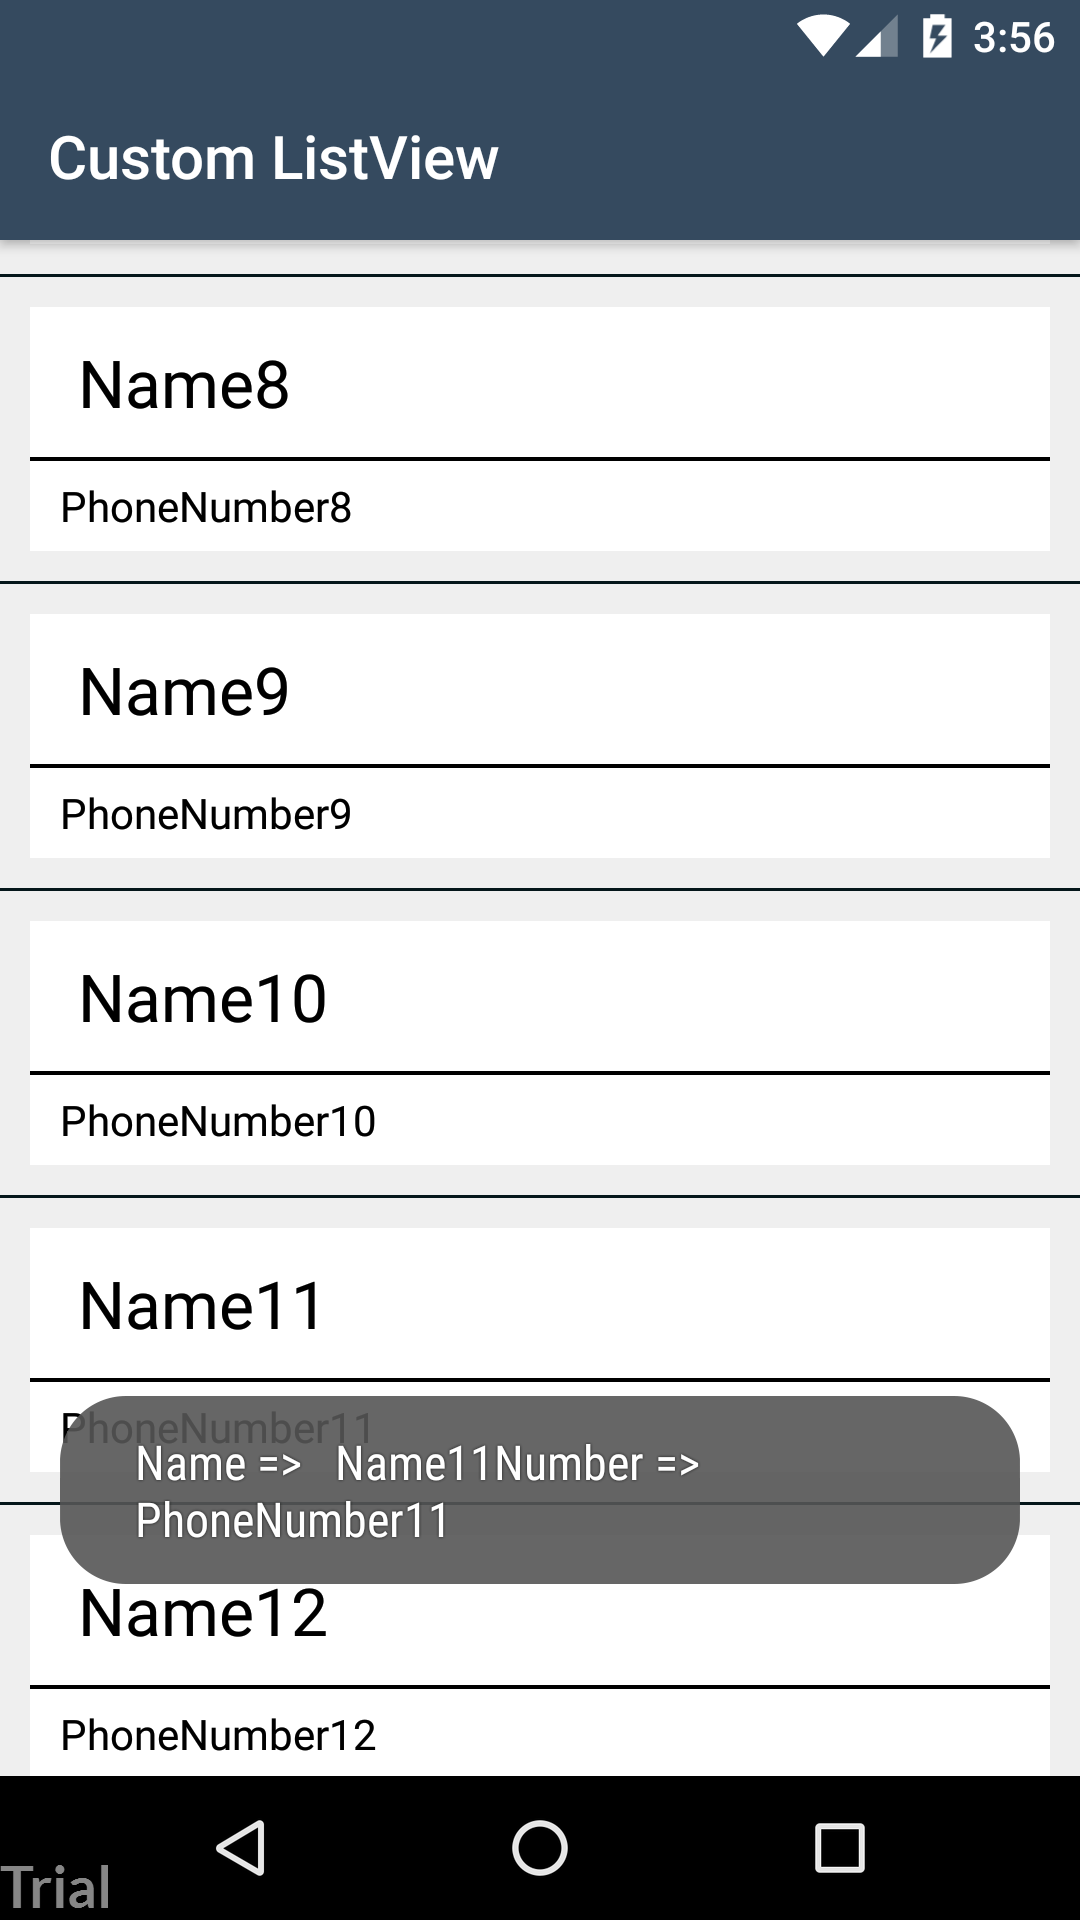 3:56
Custom ListView
Name8
PhoneNumber8
Name9
PhoneNumber9
Name10
PhoneNumber10
Name11
PhoneNumber11
Name =>   Name11Number =>
PhoneNumber11
Name12
PhoneNumber12
Trial